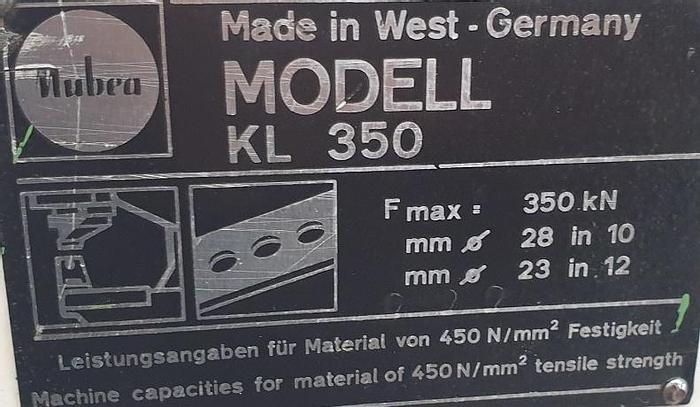 Made in West-Germany
Mubea
MODELL
KL 350
F max = 350 kN
mm ø 28 in 10
mm ø 23 in 12
Leistungsangaben für Material von 450 N/mm² Festigkeit
Machine capacities for material of 450 N/mm² tensile strength